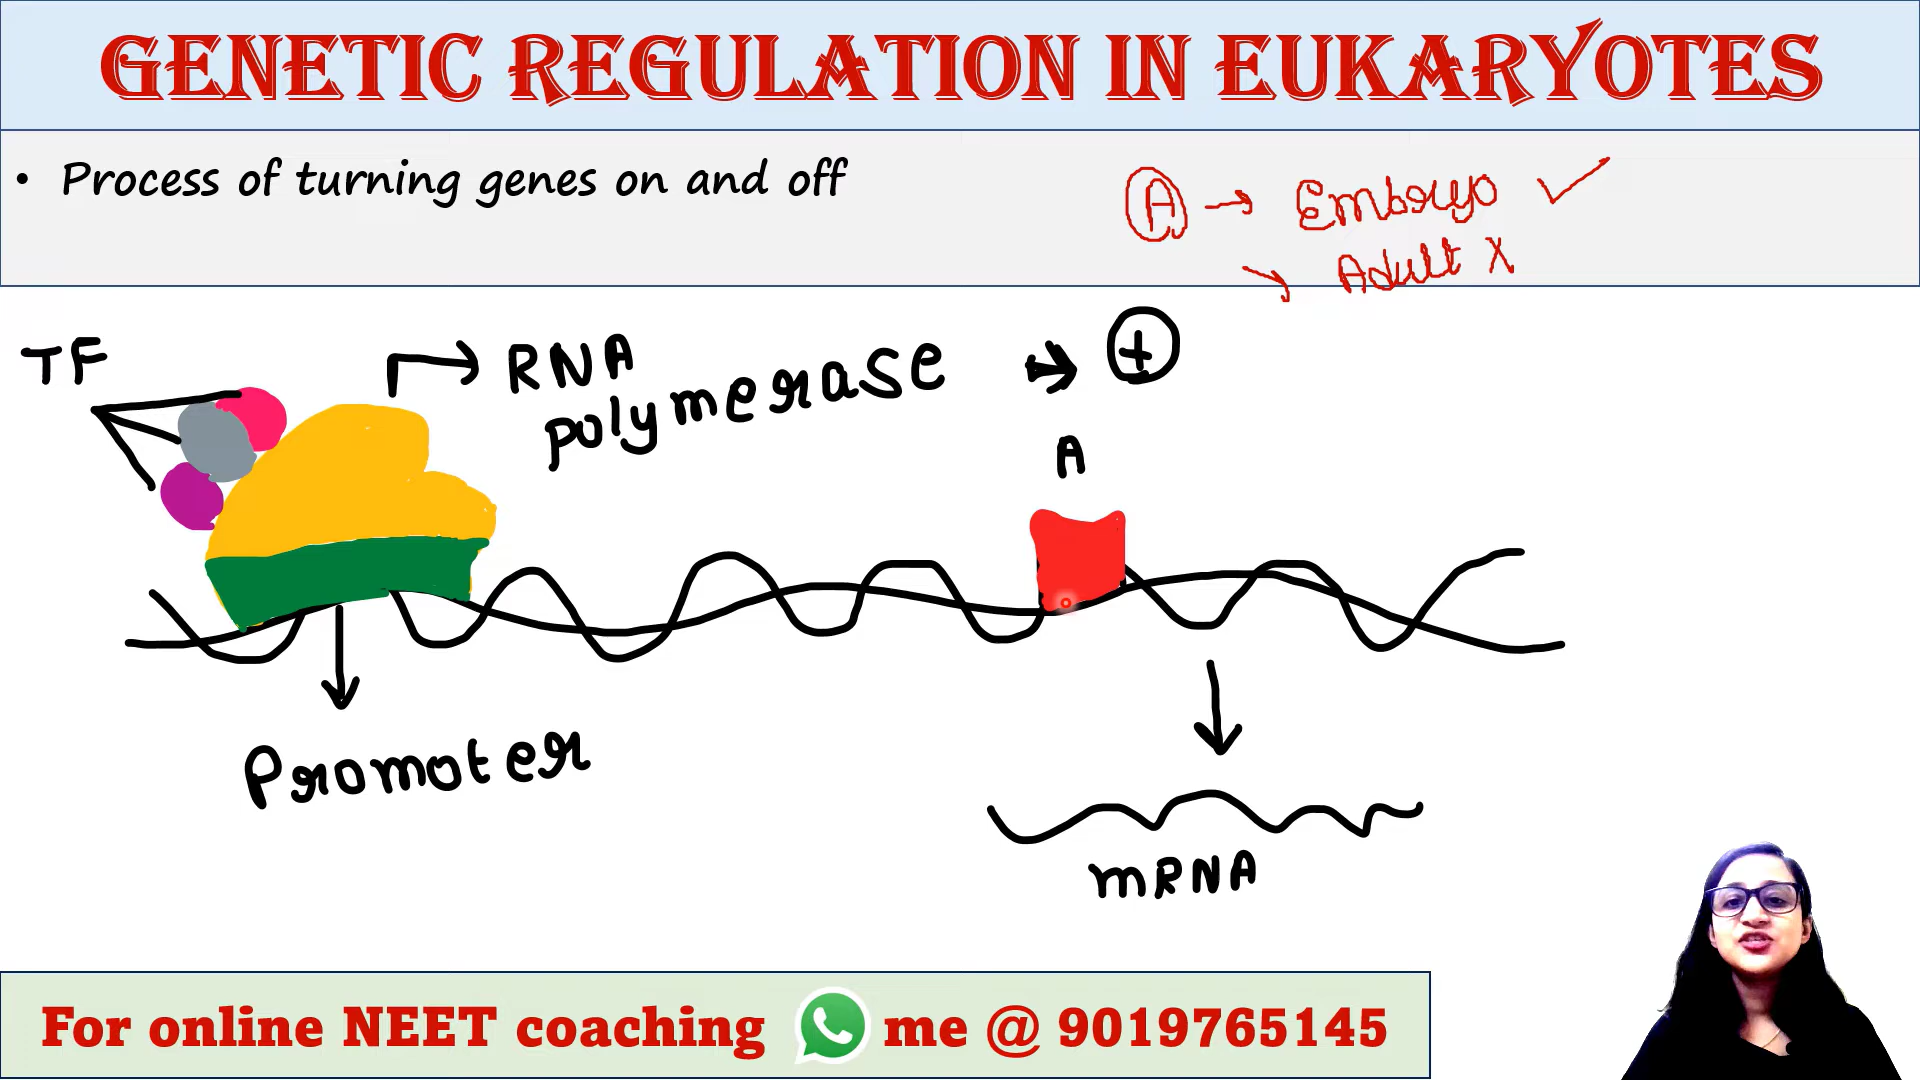 GENETIC REGULATION IN EUKARYOTES
• Process of turning genes on and off
A → Embryo ✓
→ Adult X
TF
RNA → +
polymerase
A
Promoter
mRNA
For online NEET coaching me @ 9019765145